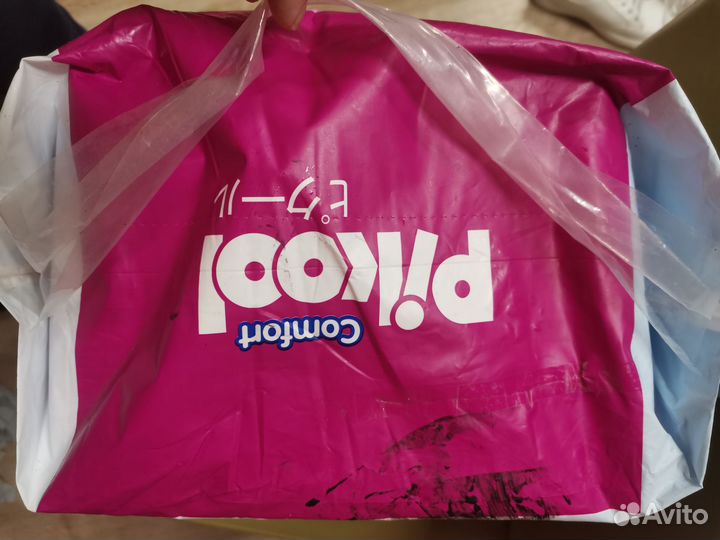 Comfort
pikool
ピクール
Avito